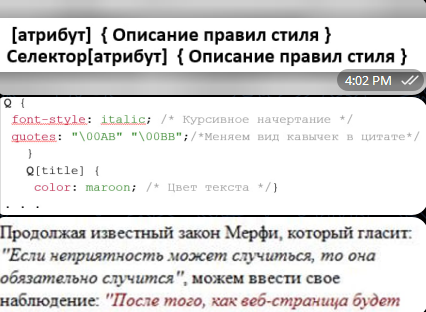 [атрибут] { Описание правил стиля }
Селектор[атрибут] { Описание правил стиля }
4:02 PM
Q {
font-style: italic; /* Курсивное начертание */
quotes: "\00AB" "\00BB";/*Меняем вид кавычек в цитате*/
}
Q[title] {
color: maroon; /* Цвет текста */}
. . .
Продолжая известный закон Мерфи, который гласит:
"Если неприятность может случиться, то она
обязательно случится", можем ввести свое
наблюдение: "После того, как веб-страница будет